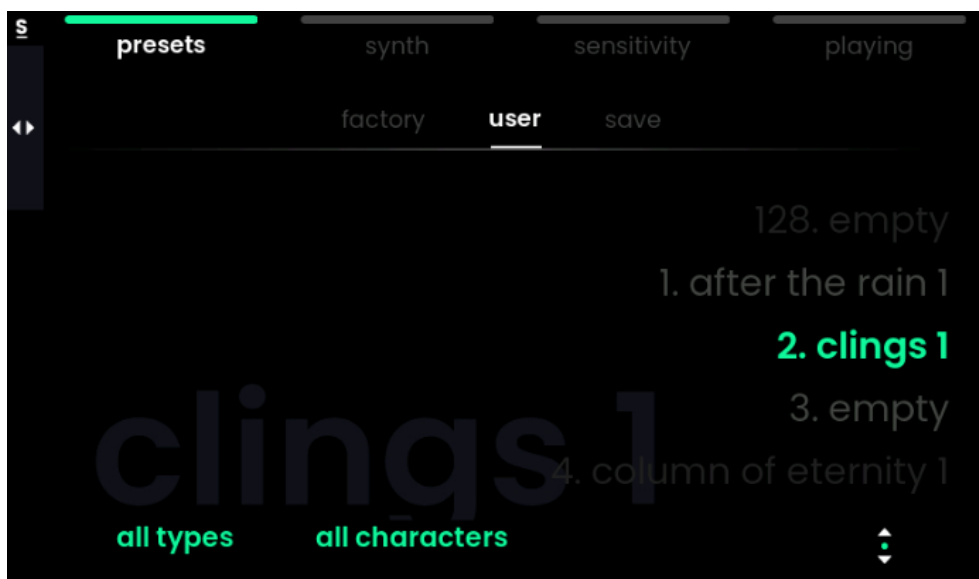 S
presets synth sensitivity playing
factory user save
128. empty
1. after the rain 1
2. clings 1
3. empty
4. column of eternity 1
clings 1
all types all characters